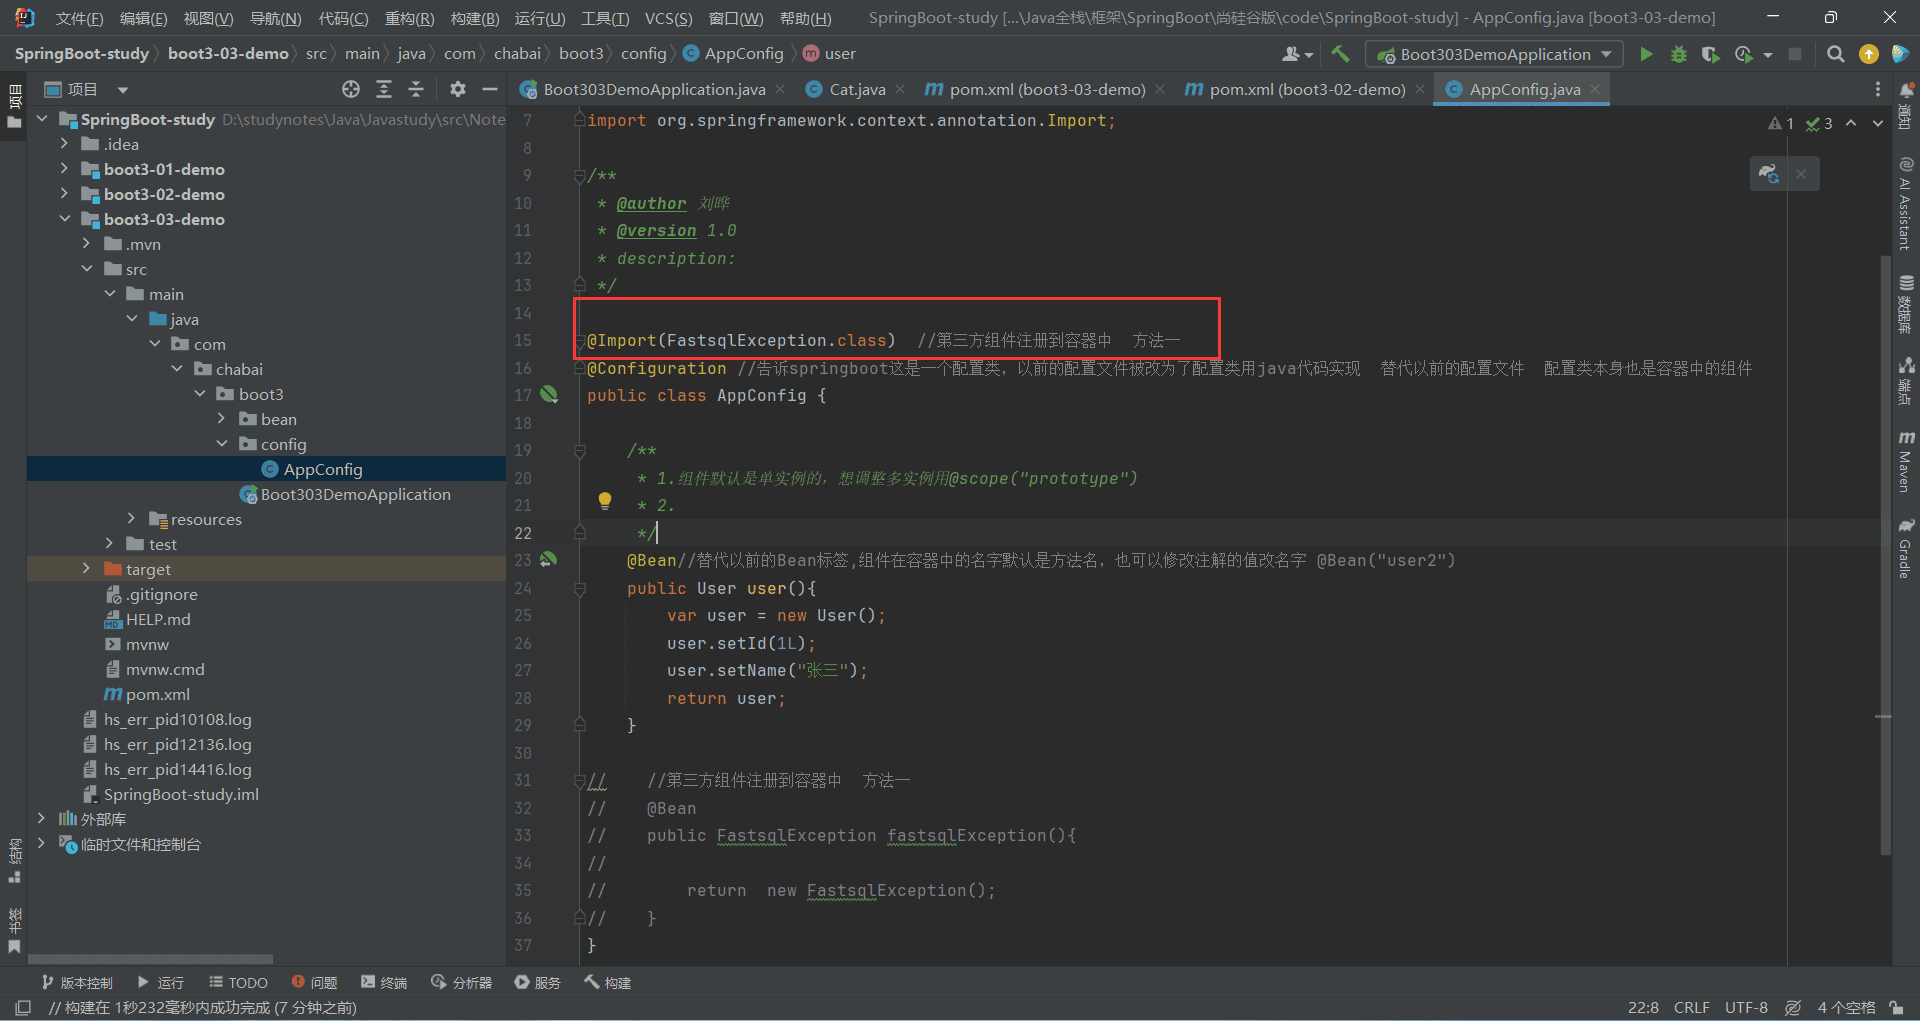 文件(F) 编辑(E) 视图(V) 导航(N) 代码(C) 重构(R) 构建(B) 运行(U) 工具(T) VCS(S) 窗口(W) 帮助(H) SpringBoot-study [...\Java全栈\框架\SpringBoot\尚硅谷版\code\SpringBoot-study] - AppConfig.java [boot3-03-demo]
SpringBoot-study boot3-03-demo src main java com chabai boot3 config AppConfig user Boot303DemoApplication
项目
Boot303DemoApplication.java Cat.java pom.xml (boot3-03-demo) pom.xml (boot3-02-demo) AppConfig.java
项目
SpringBoot-study D:\studynotes\Java\Javastudy\src\Note
.idea
boot3-01-demo
boot3-02-demo
boot3-03-demo
.mvn
src
main
java
com
chabai
boot3
bean
config
AppConfig
Boot303DemoApplication
resources
test
target
.gitignore
HELP.md
mvnw
mvnw.cmd
pom.xml
hs_err_pid10108.log
hs_err_pid12136.log
hs_err_pid14416.log
SpringBoot-study.iml
外部库
临时文件和控制台
结构
书签
1 3
7 import org.springframework.context.annotation.Import;
8
9 /**
10 * @author 刘晔
11 * @version 1.0
12 * description:
13 */
14
15 @Import(FastsqlException.class) //第三方组件注册到容器中 方法一
16 @Configuration //告诉springboot这是一个配置类，以前的配置文件被改为了配置类用java代码实现 替代以前的配置文件 配置类本身也是容器中的组件
17 public class AppConfig {
18
19 /**
20 * 1.组件默认是单实例的，想调整多实例用@scope("prototype")
21 * 2.
22 */
23 @Bean//替代以前的Bean标签,组件在容器中的名字默认是方法名，也可以修改注解的值改名字 @Bean("user2")
24 public User user(){
25 var user = new User();
26 user.setId(1L);
27 user.setName("张三");
28 return user;
29 }
30
31 // //第三方组件注册到容器中 方法一
32 // @Bean
33 // public FastsqlException fastsqlException(){
34 //
35 // return new FastsqlException();
36 // }
37 }
通知
AI Assistant
数据库
端点
Maven
Gradle
版本控制 运行 TODO 问题 终端 分析器 服务 构建
// 构建在 1秒232毫秒内成功完成 (7 分钟之前) 22:8 CRLF UTF-8 4 个空格